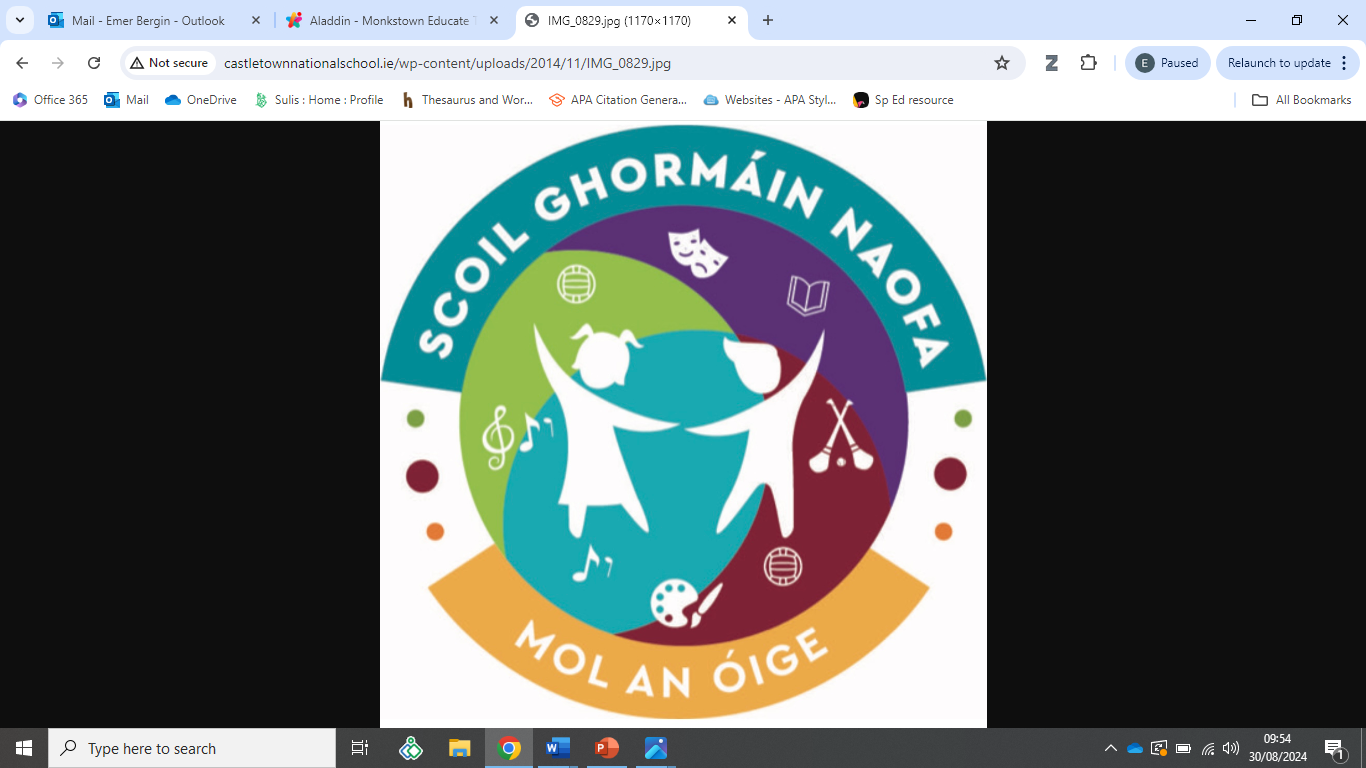 Mail - Emer Bergin - Outlook
Aladdin - Monkstown Educate T
IMG_0829.jpg (1170×1170)
Not secure
castletownnationalschool.ie/wp-content/uploads/2014/11/IMG_0829.jpg
E
Paused
Relaunch to update
Office 365
Mail
OneDrive
Sulis : Home : Profile
Thesaurus and Wor...
APA Citation Genera...
Websites - APA Styl...
Sp Ed resource
All Bookmarks
SCOIL GHORMÁIN NAOFA
MOL AN ÓIGE
Type here to search
09:54
30/08/2024
1